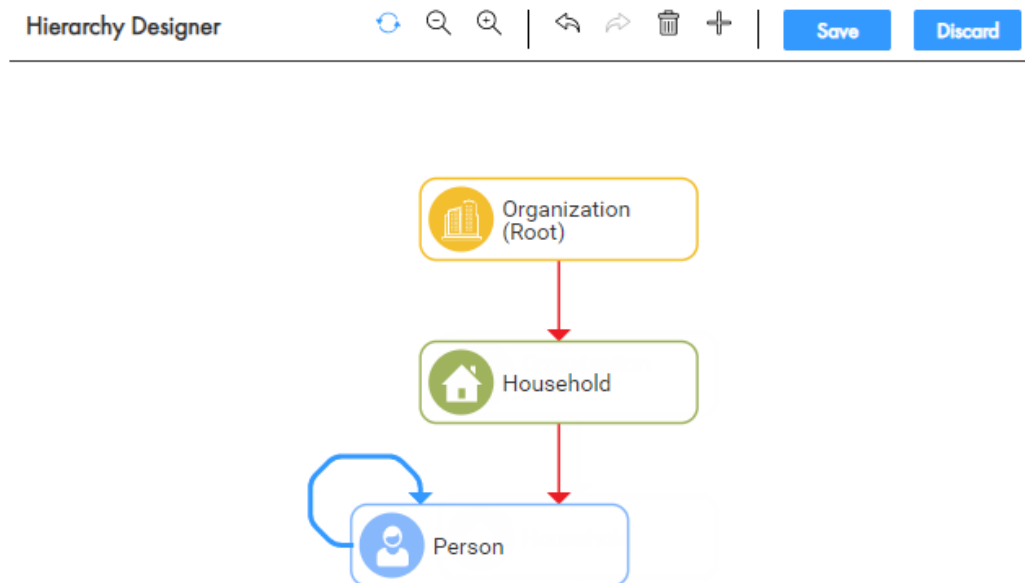 Hierarchy Designer
Save
Discard
Organization
(Root)
Household
Person